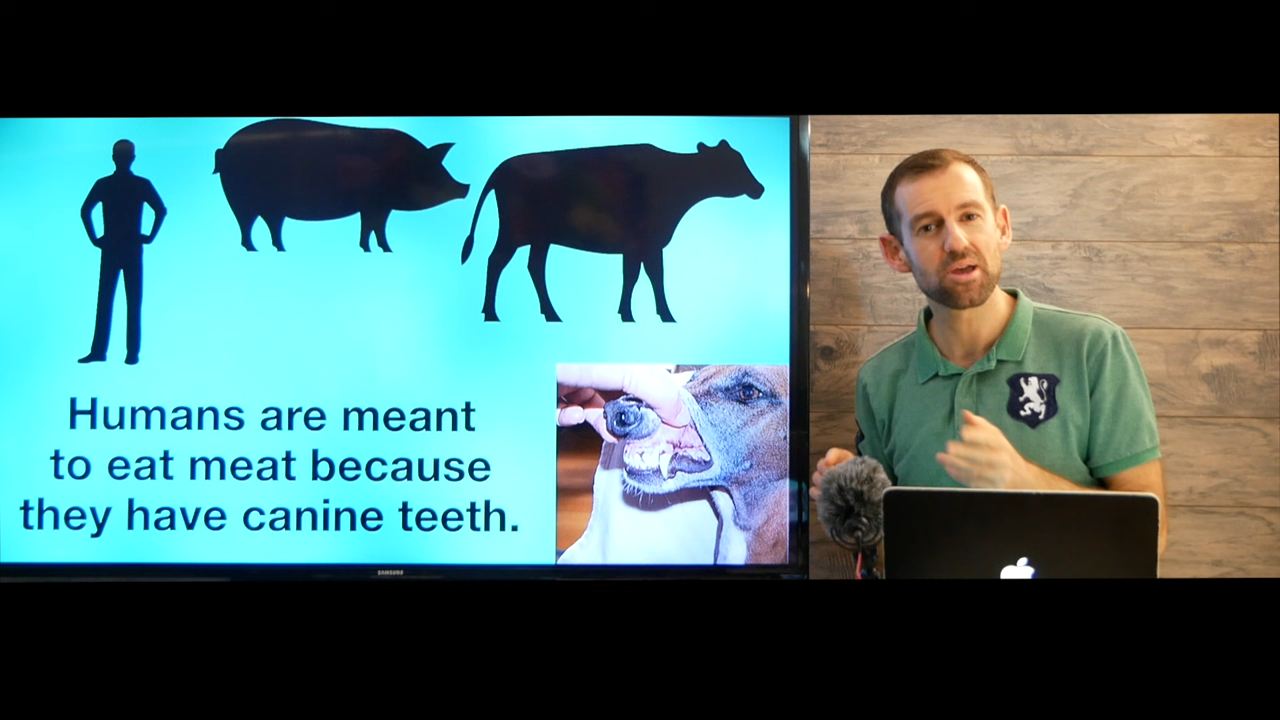 Humans are meant
to eat meat because
they have canine teeth.
SAMSUNG